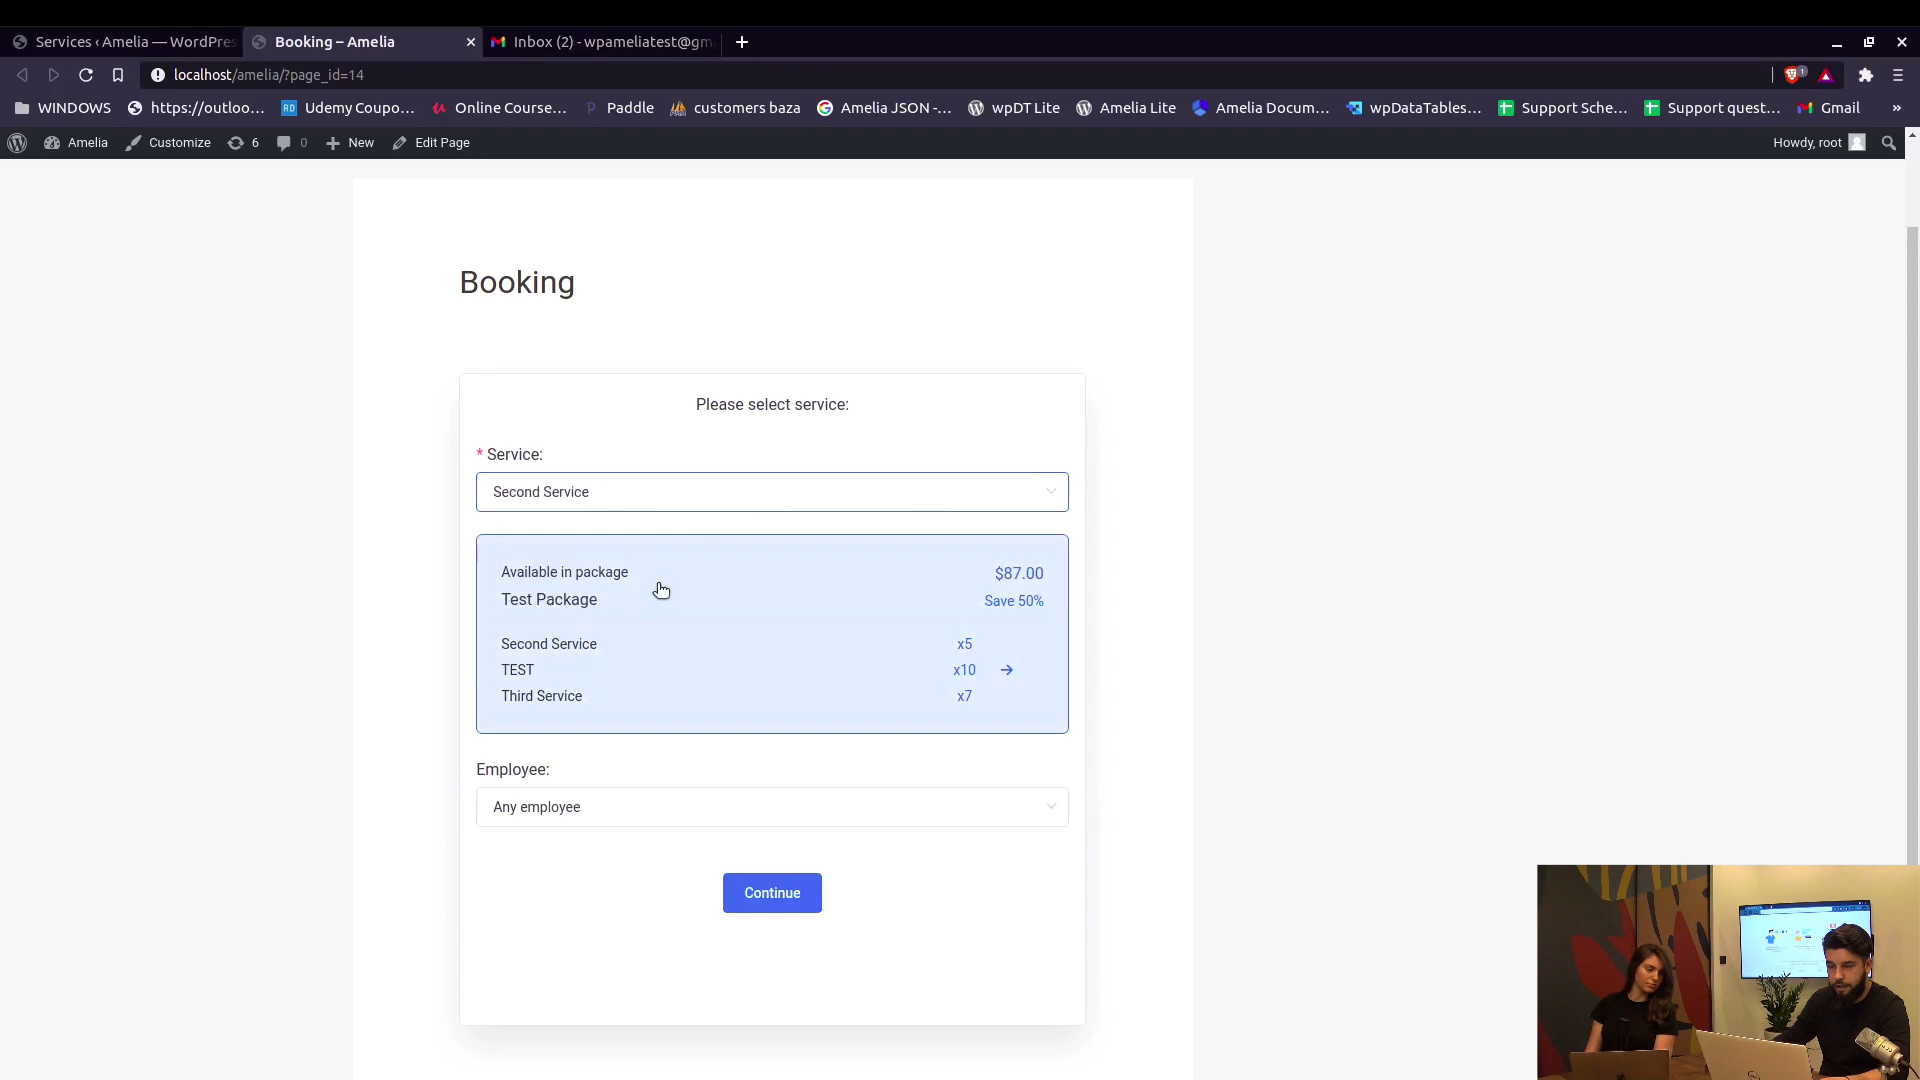 Services ‹ Amelia — WordPres
Booking – Amelia
Inbox (2) - wpameliatest@gm
localhost/amelia/?page_id=14
1
WINDOWS
https://outloo...
RD
Udemy Coupo...
Online Course...
Paddle
customers baza
Amelia JSON -...
wpDT Lite
Amelia Lite
Amelia Docum...
wpDataTables...
Support Sche...
Support quest...
Gmail
»
Amelia
Customize
6
0
New
Edit Page
Howdy, root
Booking
Please select service:
* Service:
Second Service
Available in package
$87.00
Test Package
Save 50%
Second Service
x5
TEST
x10
Third Service
x7
Employee:
Any employee
Continue